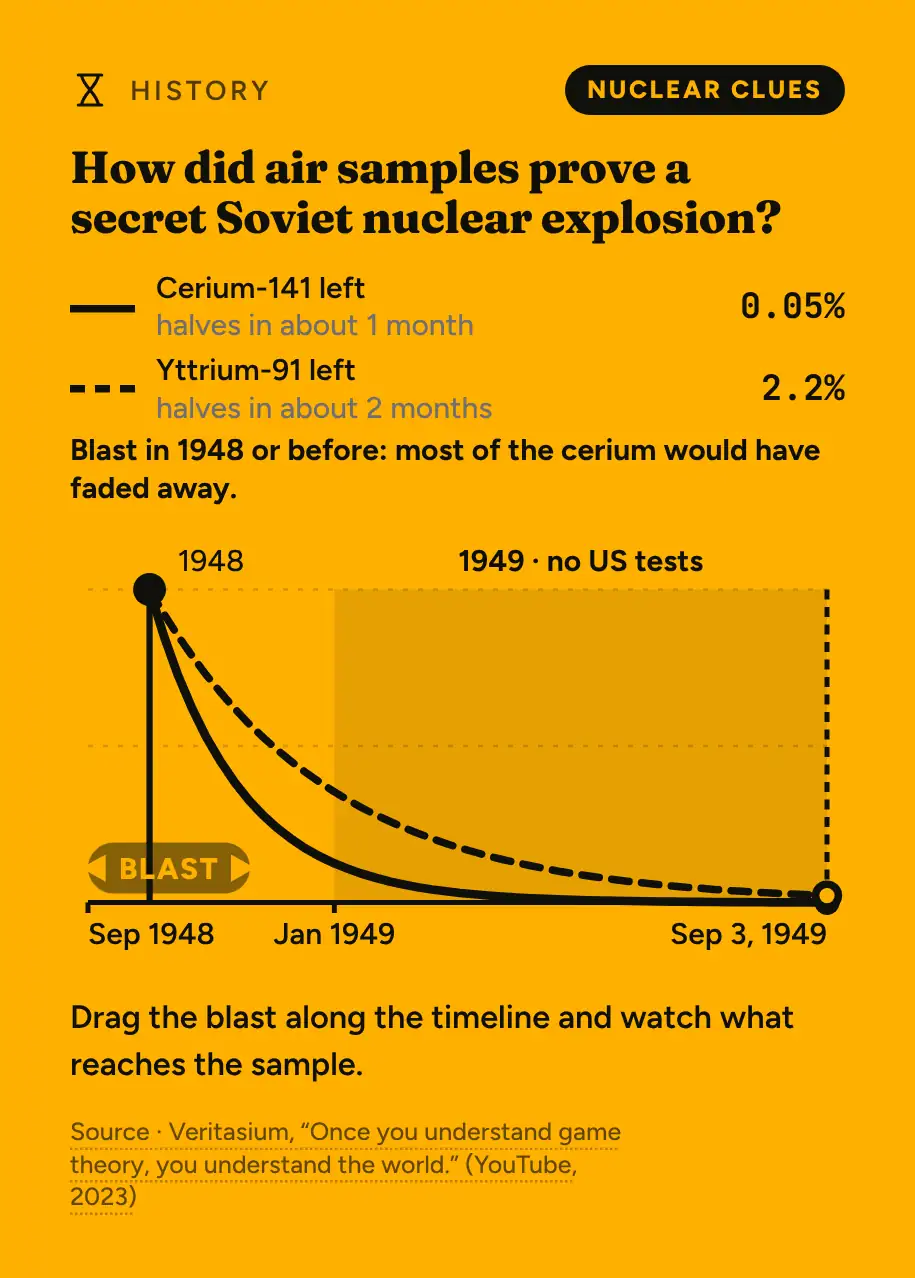 HISTORY
NUCLEAR CLUES
How did air samples prove a
secret Soviet nuclear explosion?
Cerium-141 left
halves in about 1 month
0.05%
Yttrium-91 left
halves in about 2 months
2.2%
Blast in 1948 or before: most of the cerium would have
faded away.
1948
1949 · no US tests
BLAST
Sep 1948
Jan 1949
Sep 3, 1949
Drag the blast along the timeline and watch what
reaches the sample.
Source · Veritasium, “Once you understand game
theory, you understand the world.” (YouTube,
2023)